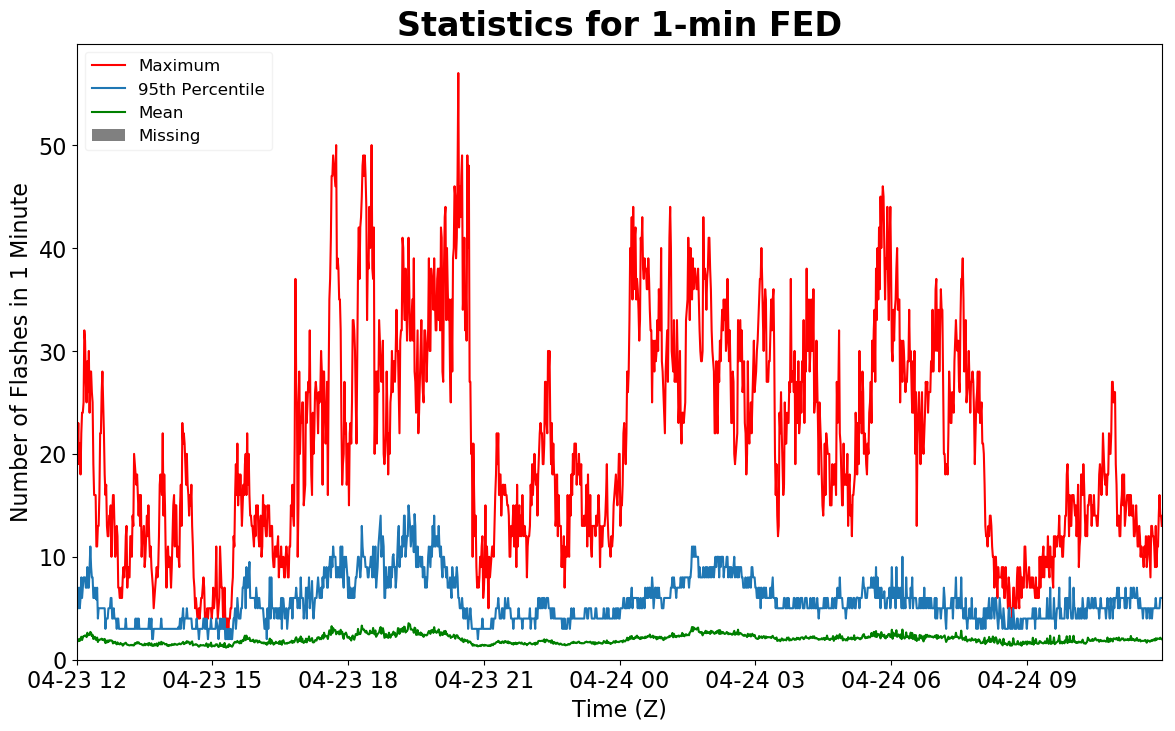 Statistics for 1-min FED
Maximum
95th Percentile
Mean
Missing
Number of Flashes in 1 Minute
50
40
30
20
10
0
04-23 12 04-23 15 04-23 18 04-23 21 04-24 00 04-24 03 04-24 06 04-24 09
Time (Z)